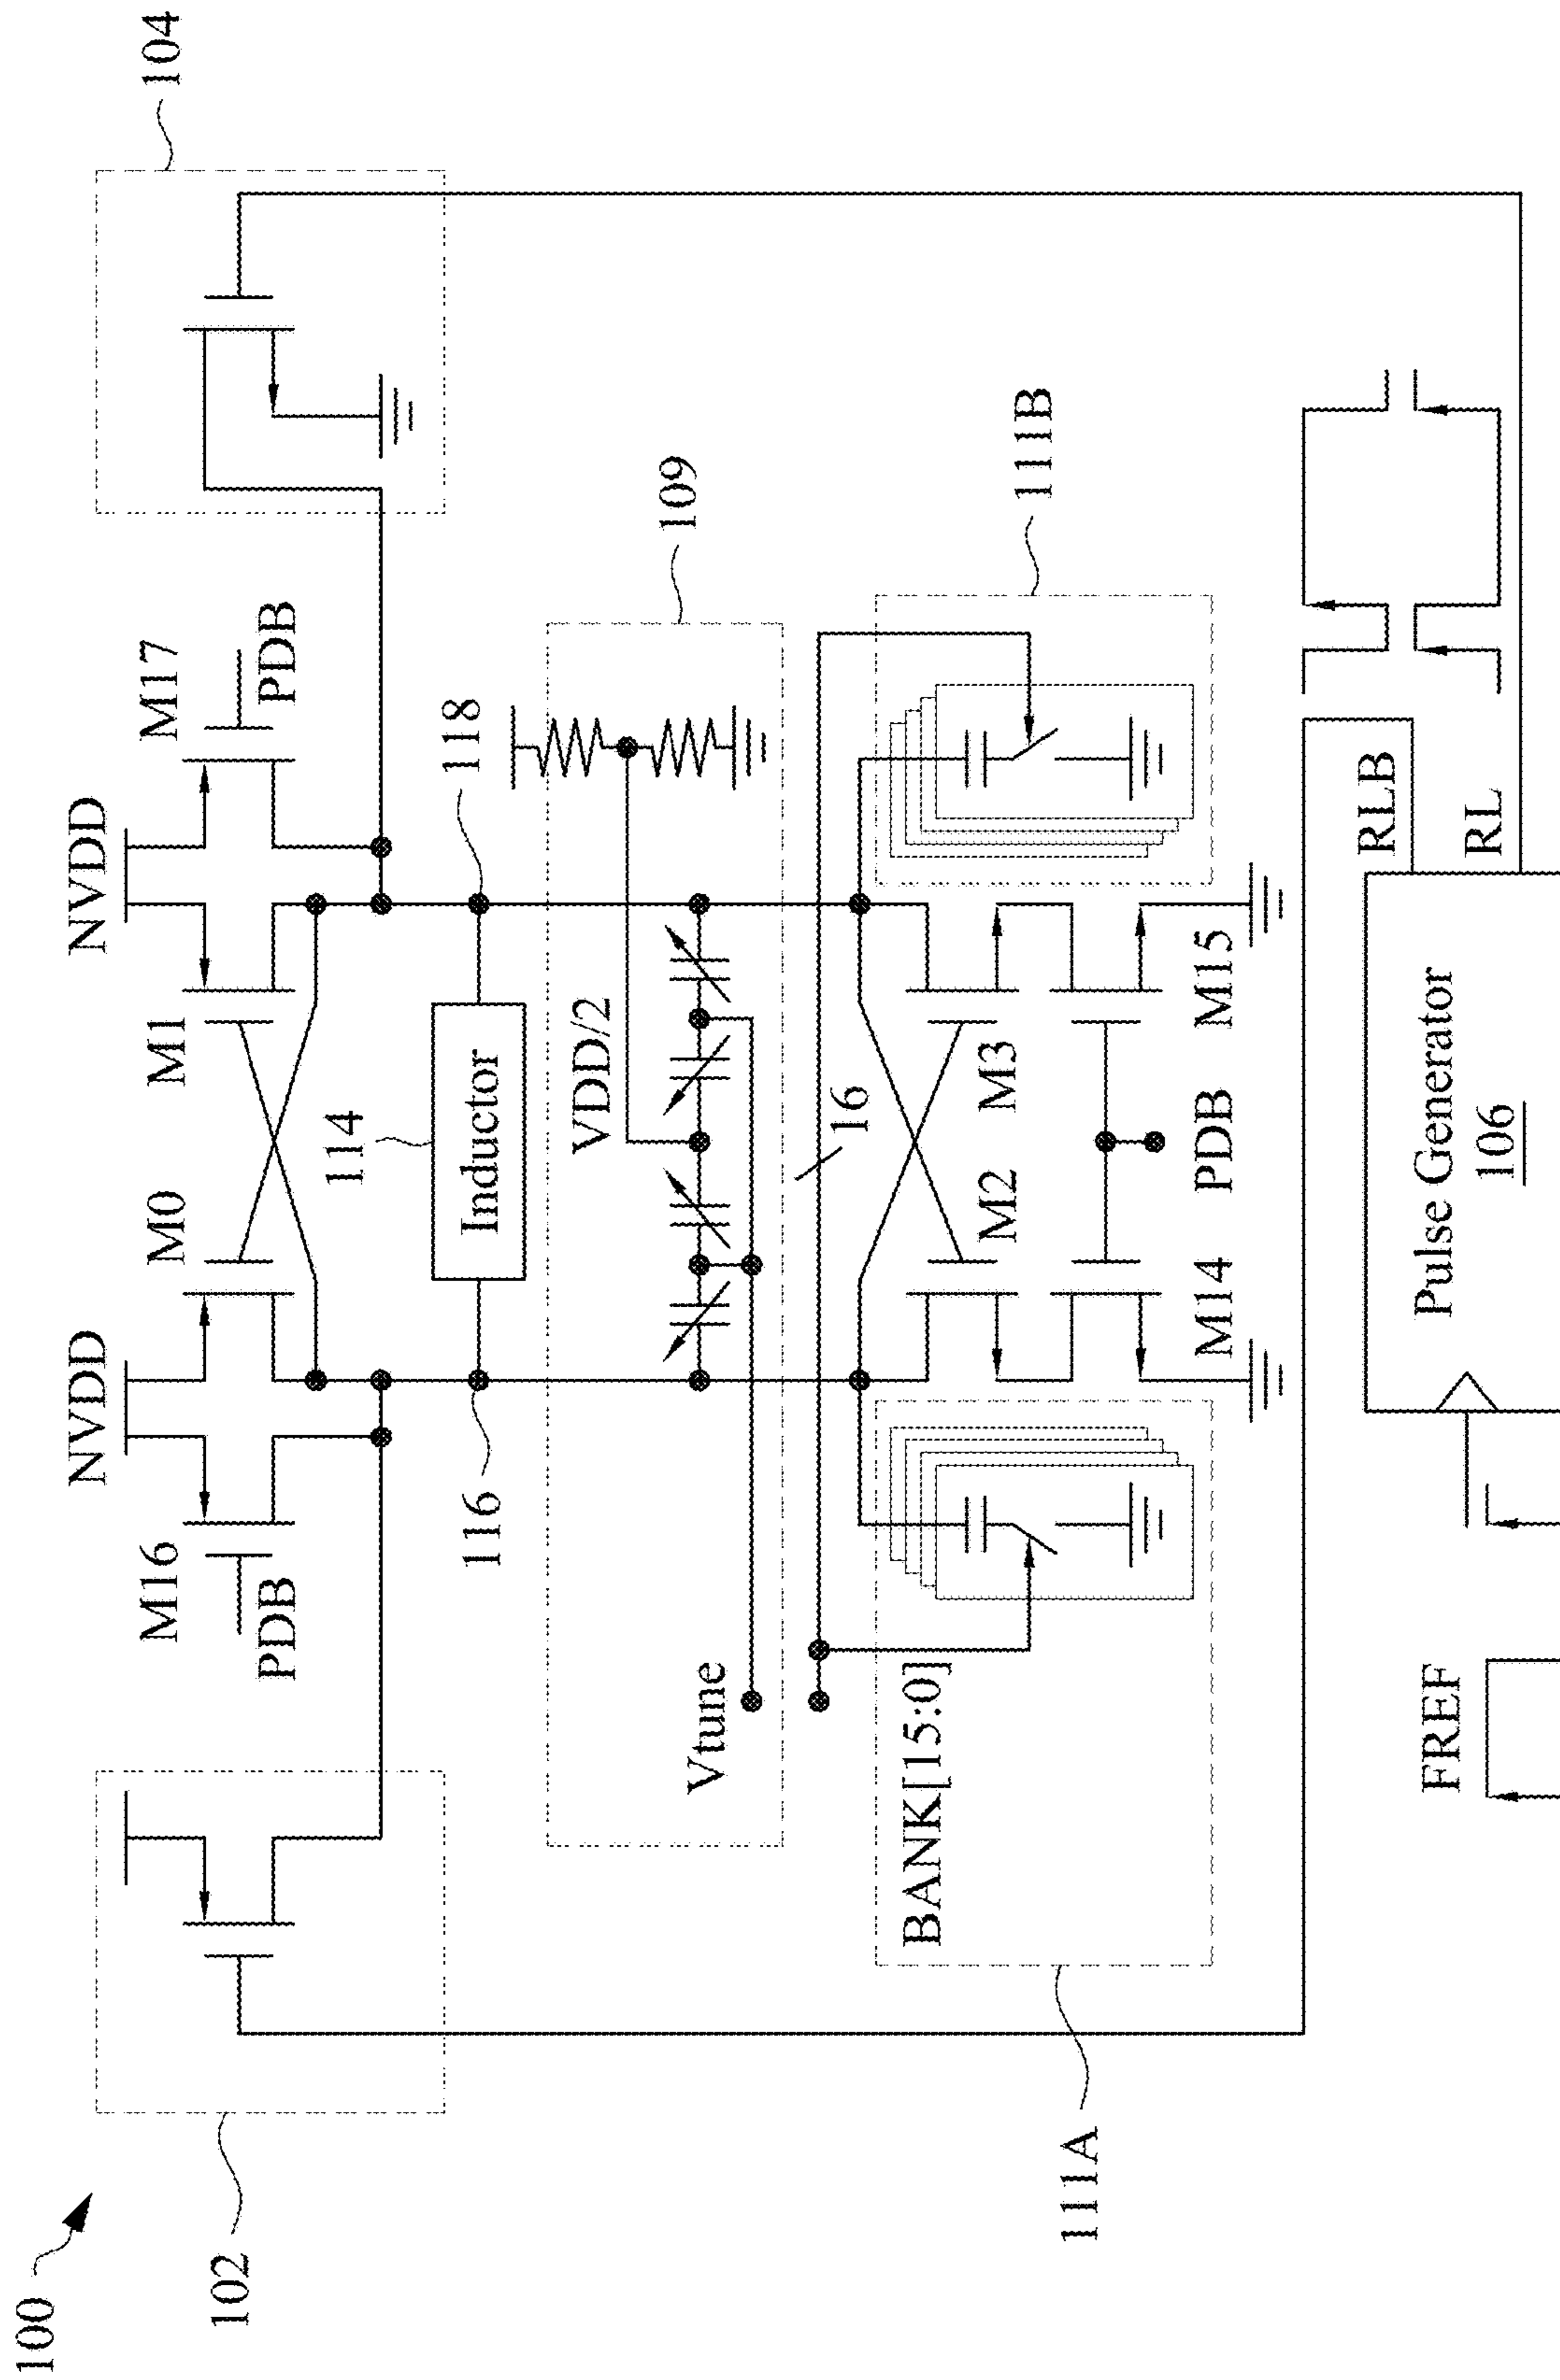 100
102
104
NVDD
NVDD
M16
M0
M1
M17
PDB
PDB
114
Inductor
116
118
109
VDD/2
Vtune
16
BANK[15:0]
111A
111B
M2
M3
M14
PDB
M15
RLB
RL
FREF
Pulse Generator
106